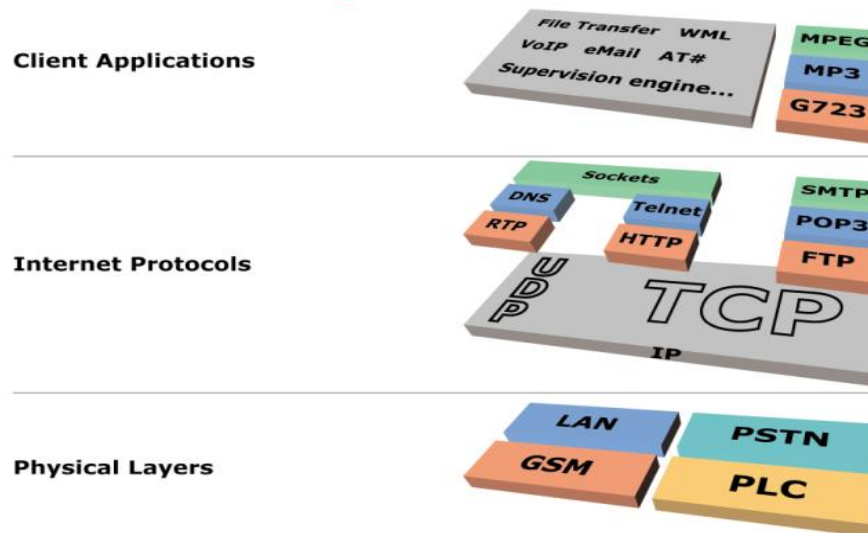 Client Applications
File Transfer WML
VoIP eMail AT#
Supervision engine...
MPEG
MP3
G723
Internet Protocols
Sockets
DNS
Telnet
RTP
HTTP
SMTP
POP3
FTP
UDP
TCP
IP
Physical Layers
LAN
PSTN
GSM
PLC